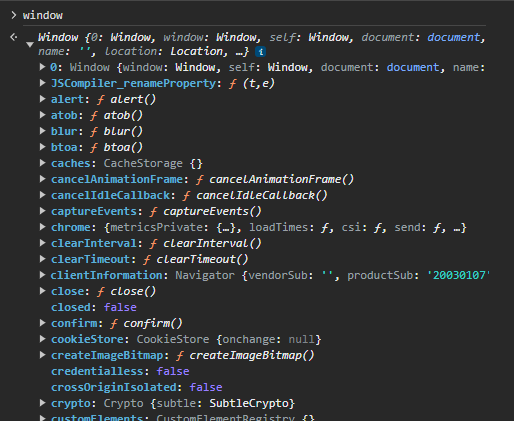 > window
Window {0: Window, window: Window, self: Window, document: document,
name: '', location: Location, …} i
0: Window {window: Window, self: Window, document: document, name:
JSCompiler_renameProperty: ƒ (t,e)
alert: ƒ alert()
atob: ƒ atob()
blur: ƒ blur()
btoa: ƒ btoa()
caches: CacheStorage {}
cancelAnimationFrame: ƒ cancelAnimationFrame()
cancelIdleCallback: ƒ cancelIdleCallback()
captureEvents: ƒ captureEvents()
chrome: {metricsPrivate: {…}, loadTimes: ƒ, csi: ƒ, send: ƒ, …}
clearInterval: ƒ clearInterval()
clearTimeout: ƒ clearTimeout()
clientInformation: Navigator {vendorSub: '', productSub: '20030107'
close: ƒ close()
closed: false
confirm: ƒ confirm()
cookieStore: CookieStore {onchange: null}
createImageBitmap: ƒ createImageBitmap()
credentialless: false
crossOriginIsolated: false
crypto: Crypto {subtle: SubtleCrypto}
customElements: CustomElementRegistry {}